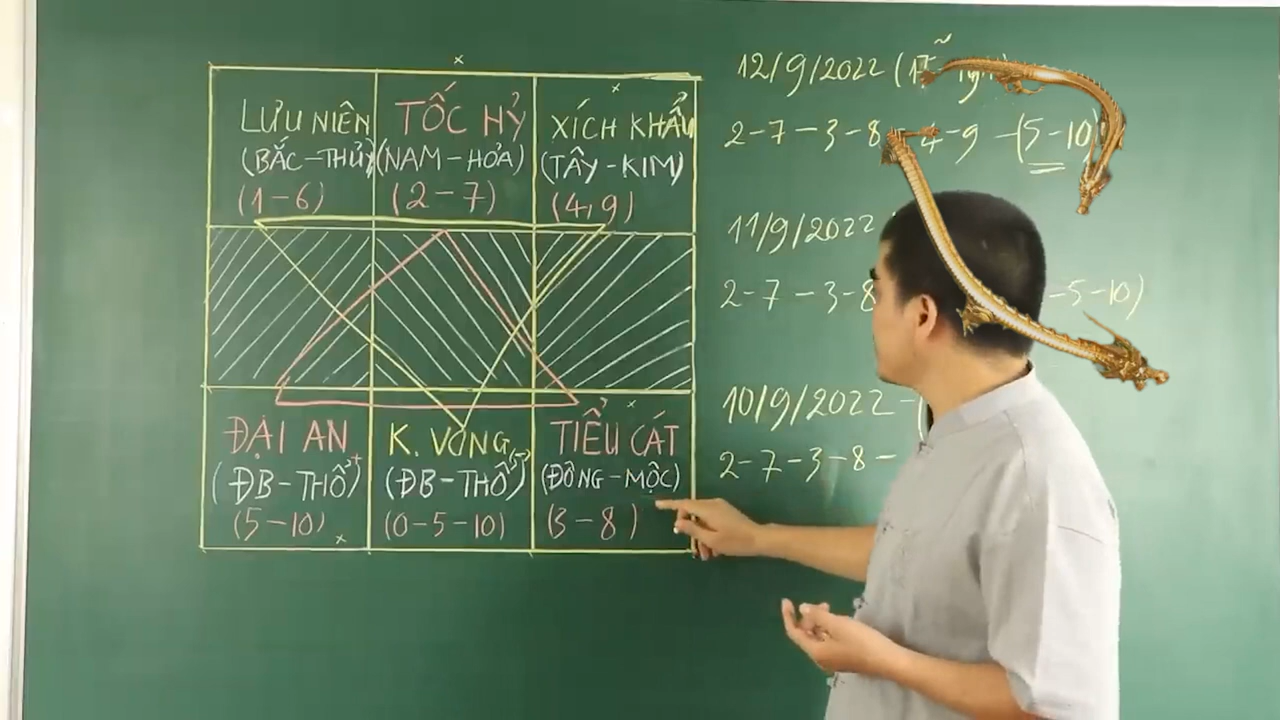 LƯU NIÊN
(BẮC-THỦY)
(1-6)
TỐC HỶ
(NAM-HỎA)
(2-7)
XÍCH KHẨU
(TÂY-KIM)
(4,9)
ĐẠI AN
(ĐB-THỔ)
(5-10)
K. VONG
(ĐB-THỔ)
(0-5-10)
TIỂU CÁT
(ĐÔNG-MỘC)
(3-8)
12/9/2022
2-7-3-8-4-9-(5-10)
11/9/2022
2-7-3-8 -5-10)
10/9/2022-
2-7-3-8-